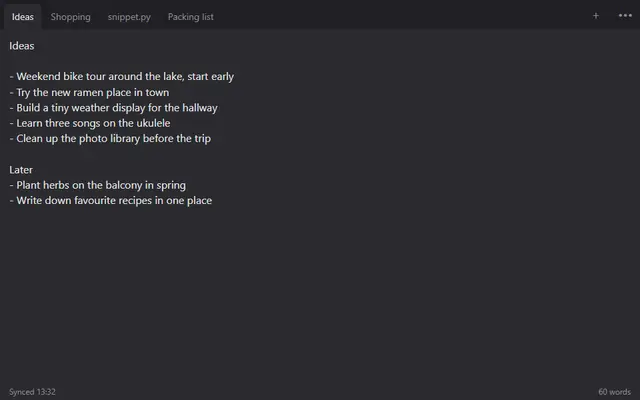 Ideas Shopping snippet.py Packing list + •••
Ideas
- Weekend bike tour around the lake, start early
- Try the new ramen place in town
- Build a tiny weather display for the hallway
- Learn three songs on the ukulele
- Clean up the photo library before the trip
Later
- Plant herbs on the balcony in spring
- Write down favourite recipes in one place
Synced 13:32 60 words